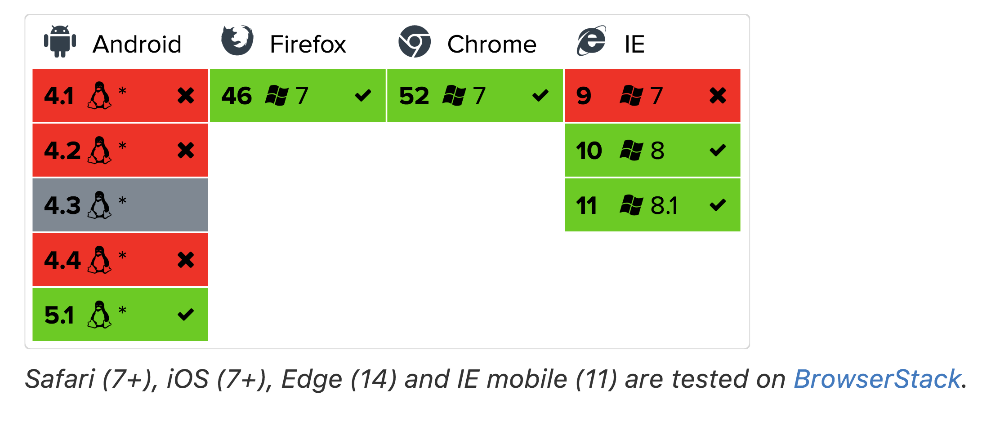 Android Firefox Chrome IE
4.1 * 46 7 52 7 9 7
4.2 * 10 8
4.3 * 11 8.1
4.4 *
5.1 *
Safari (7+), iOS (7+), Edge (14) and IE mobile (11) are tested on BrowserStack.